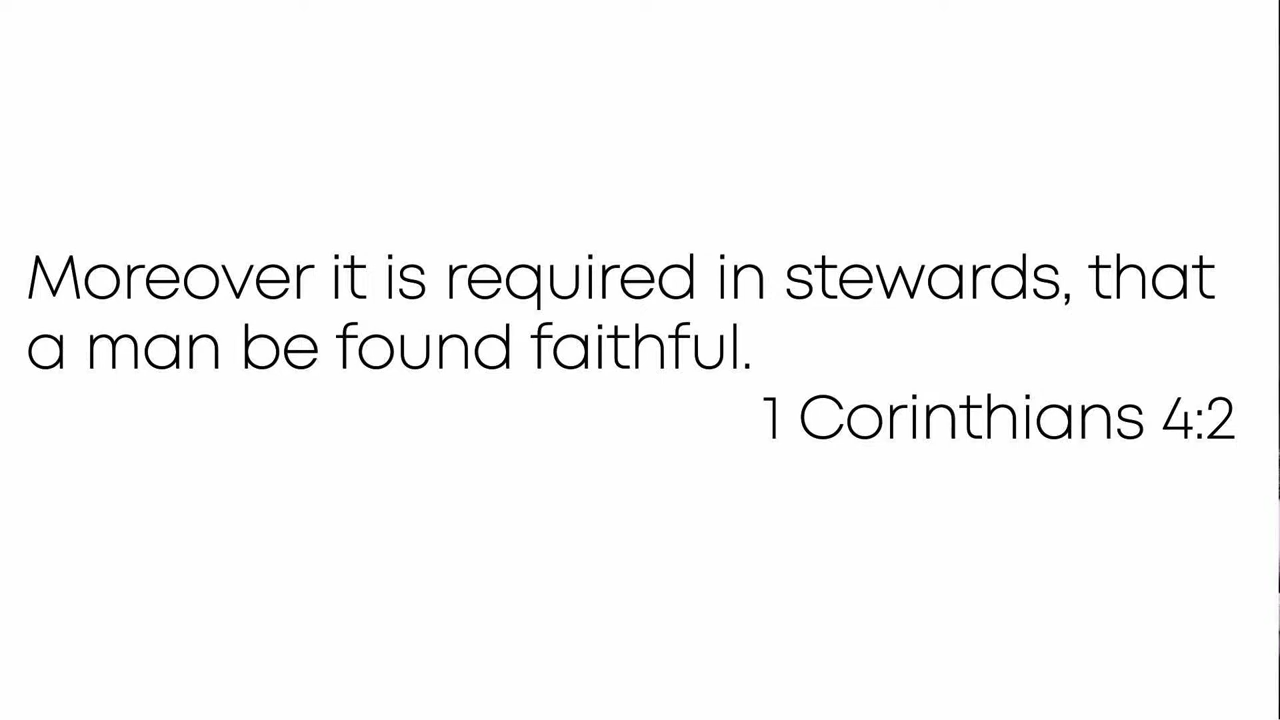 Moreover it is required in stewards, that
a man be found faithful.
1 Corinthians 4:2